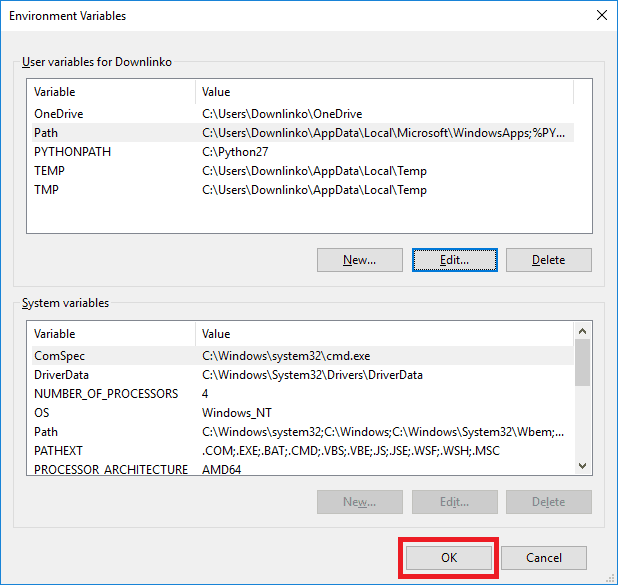 Environment Variables
User variables for Downlinko
Variable Value
OneDrive C:\Users\Downlinko\OneDrive
Path C:\Users\Downlinko\AppData\Local\Microsoft\WindowsApps;%PY...
PYTHONPATH C:\Python27
TEMP C:\Users\Downlinko\AppData\Local\Temp
TMP C:\Users\Downlinko\AppData\Local\Temp
New... Edit... Delete
System variables
Variable Value
ComSpec C:\Windows\system32\cmd.exe
DriverData C:\Windows\System32\Drivers\DriverData
NUMBER_OF_PROCESSORS 4
OS Windows_NT
Path C:\Windows\system32;C:\Windows;C:\Windows\System32\Wbem;...
PATHEXT .COM;.EXE;.BAT;.CMD;.VBS;.VBE;.JS;.JSE;.WSF;.WSH;.MSC
PROCESSOR_ARCHITECTURE AMD64
New... Edit... Delete
OK Cancel